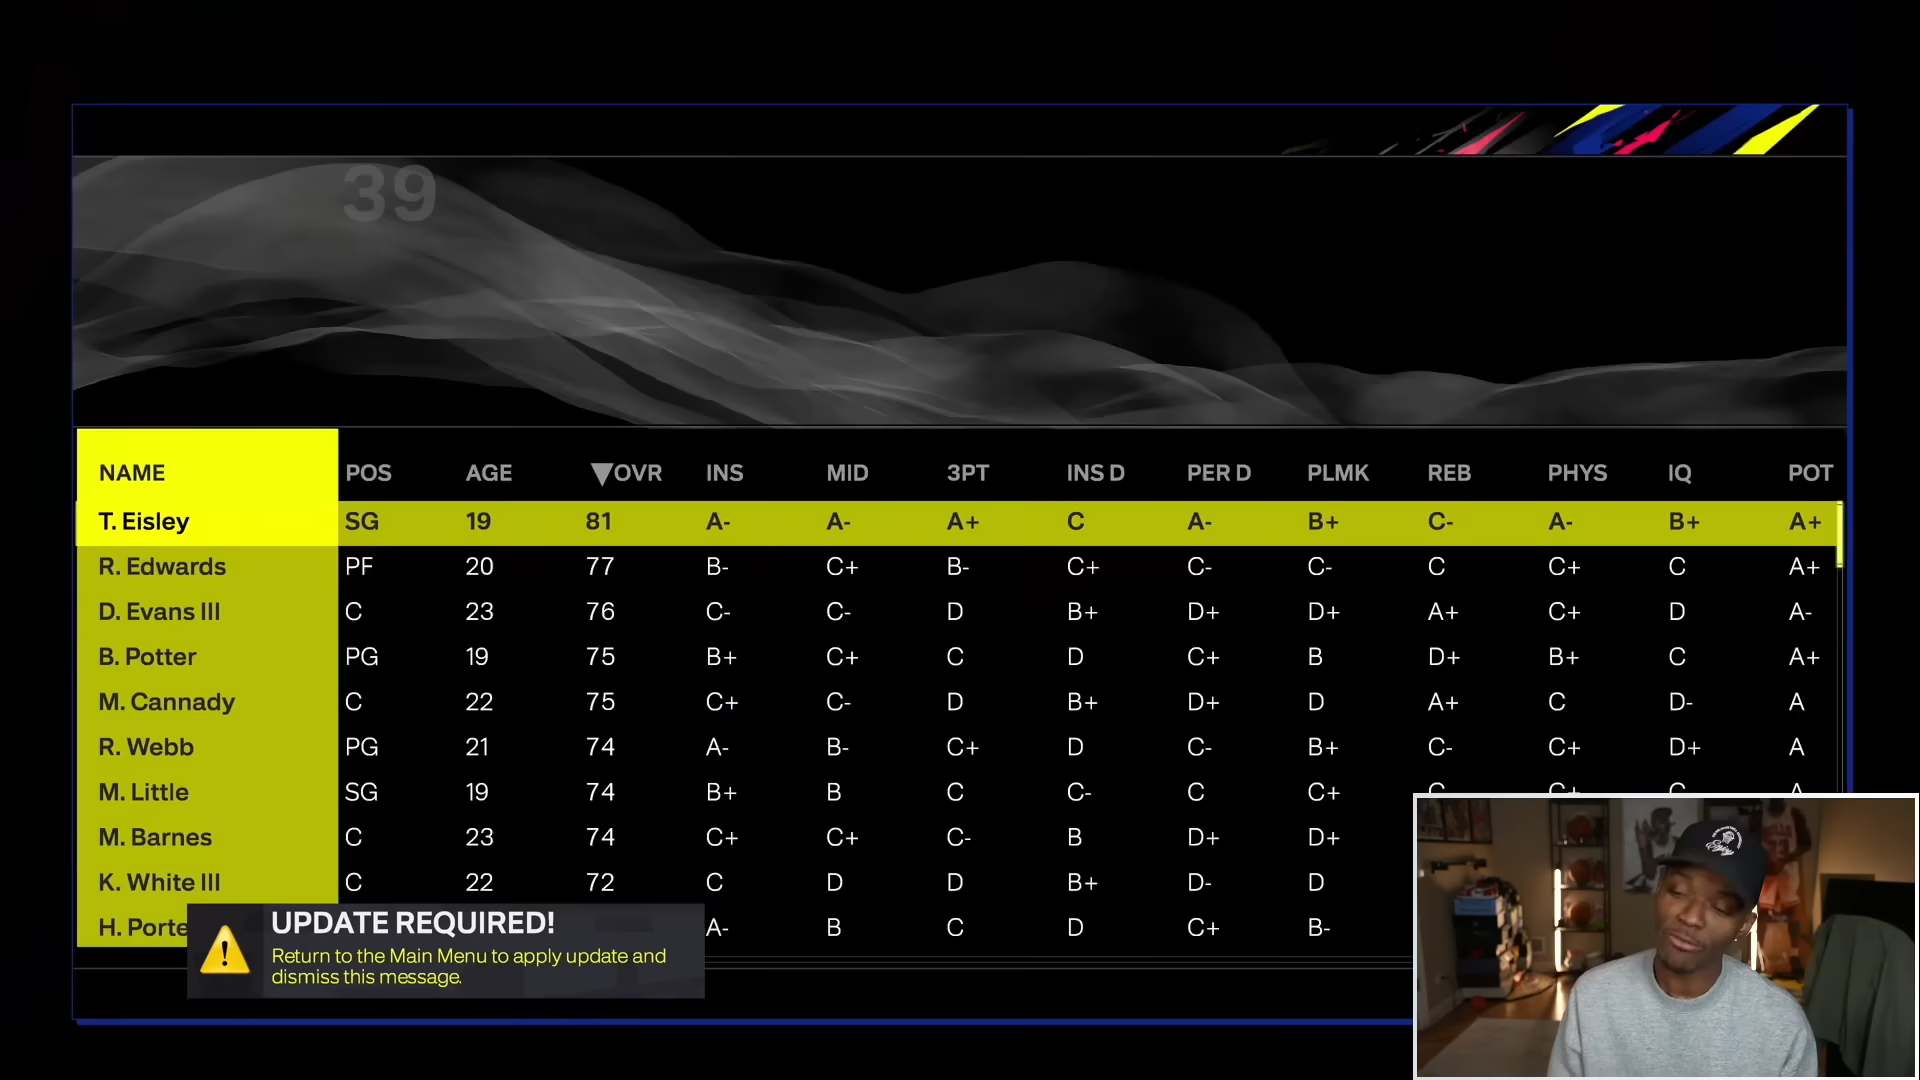 39
NAME POS AGE ▼OVR INS MID 3PT INS D PER D PLMK REB PHYS IQ POT
T. Eisley SG 19 81 A- A- A+ C A- B+ C- A- B+ A+
R. Edwards PF 20 77 B- C+ B- C+ C- C- C C+ C A+
D. Evans III C 23 76 C- C- D B+ D+ D+ A+ C+ D A-
B. Potter PG 19 75 B+ C+ C D C+ B D+ B+ C A+
M. Cannady C 22 75 C+ C- D B+ D+ D A+ C D- A
R. Webb PG 21 74 A- B- C+ D C- B+ C- C+ D+ A
M. Little SG 19 74 B+ B C C- C C+
M. Barnes C 23 74 C+ C+ C- B D+ D+
K. White III C 22 72 C D D B+ D- D
H. Porte A- B C D C+ B-
UPDATE REQUIRED!
Return to the Main Menu to apply update and
dismiss this message.